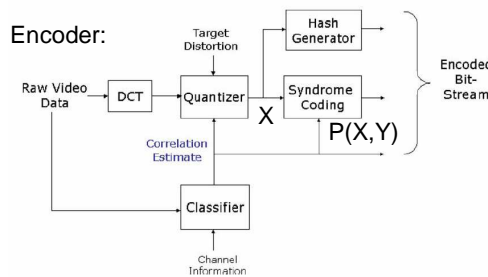 Encoder:
Target
Distortion
Hash
Generator
Raw Video
Data
DCT
Quantizer
X
Syndrome
Coding
Encoded
Bit-
Stream
P(X,Y)
Correlation
Estimate
Classifier
Channel
Information